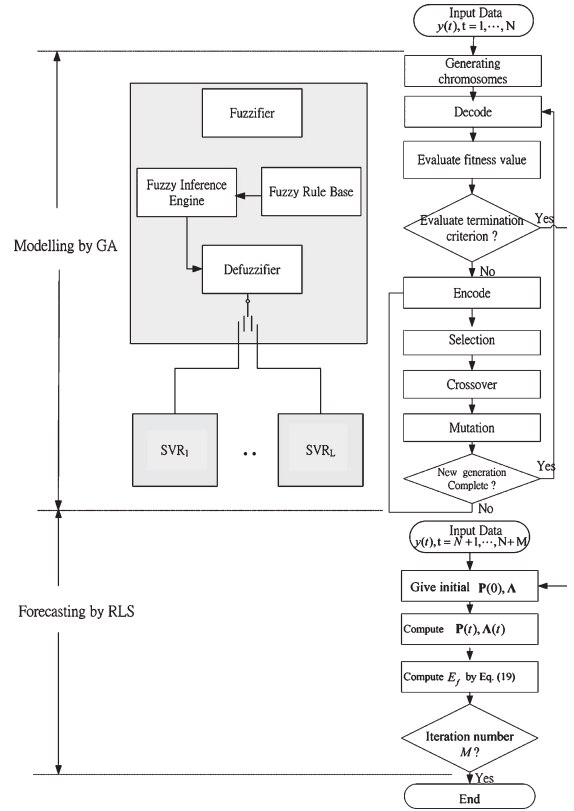 Input Data
y(t), t = 1,⋯, N
Generating
chromosomes
Decode
Evaluate fitness value
Evaluate termination
criterion ?
Yes
No
Encode
Selection
Crossover
Mutation
New generation
Complete ?
Yes
No
Modelling by GA
Fuzzifier
Fuzzy Inference
Engine
Fuzzy Rule Base
Defuzzifier
SVR₁
..
SVR_L
Forecasting by RLS
Input Data
y(t), t = N+1,⋯, N+M
Give initial P(0), Λ
Compute P(t), Λ(t)
Compute E_f by Eq. (19)
Iteration number
M ?
Yes
End